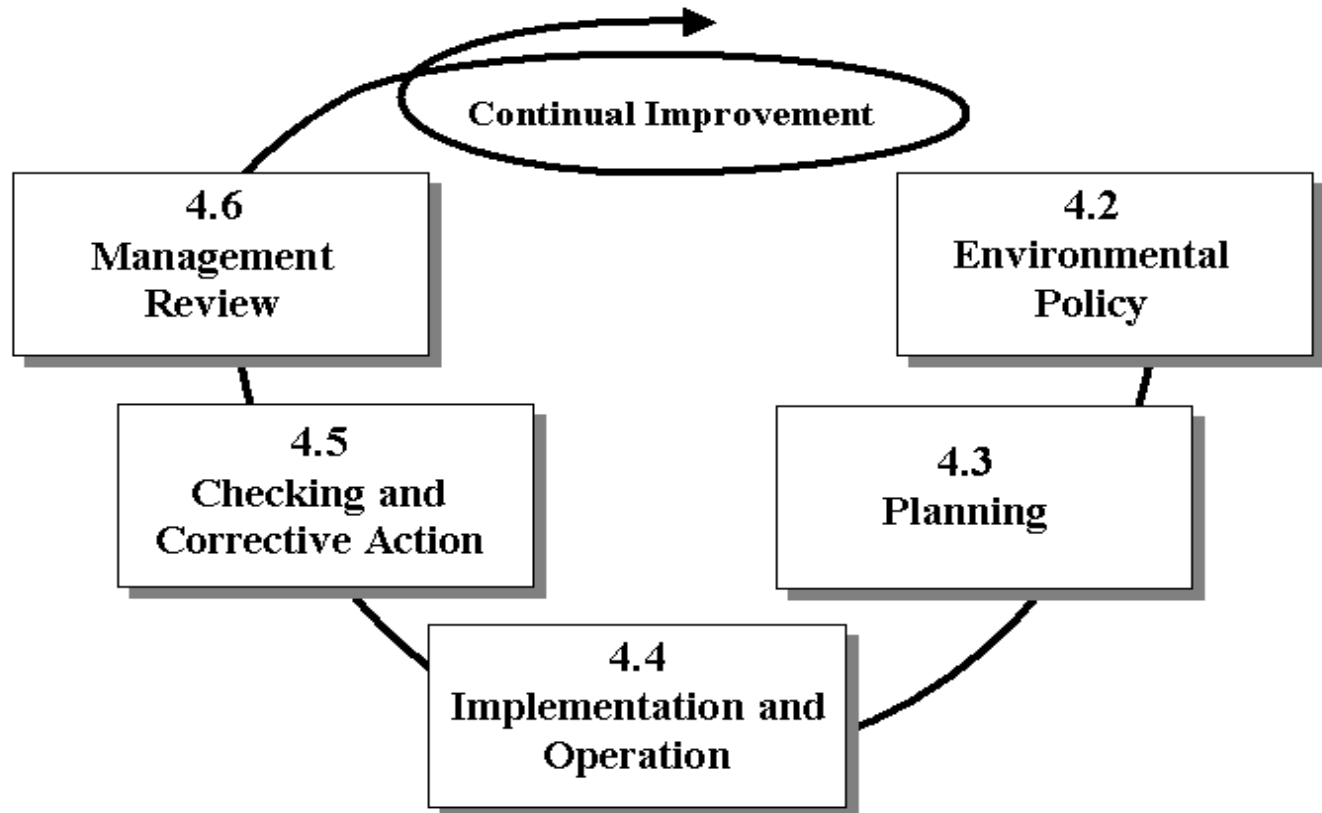 Continual Improvement
4.6
Management
Review
4.2
Environmental
Policy
4.5
Checking and
Corrective Action
4.3
Planning
4.4
Implementation and
Operation